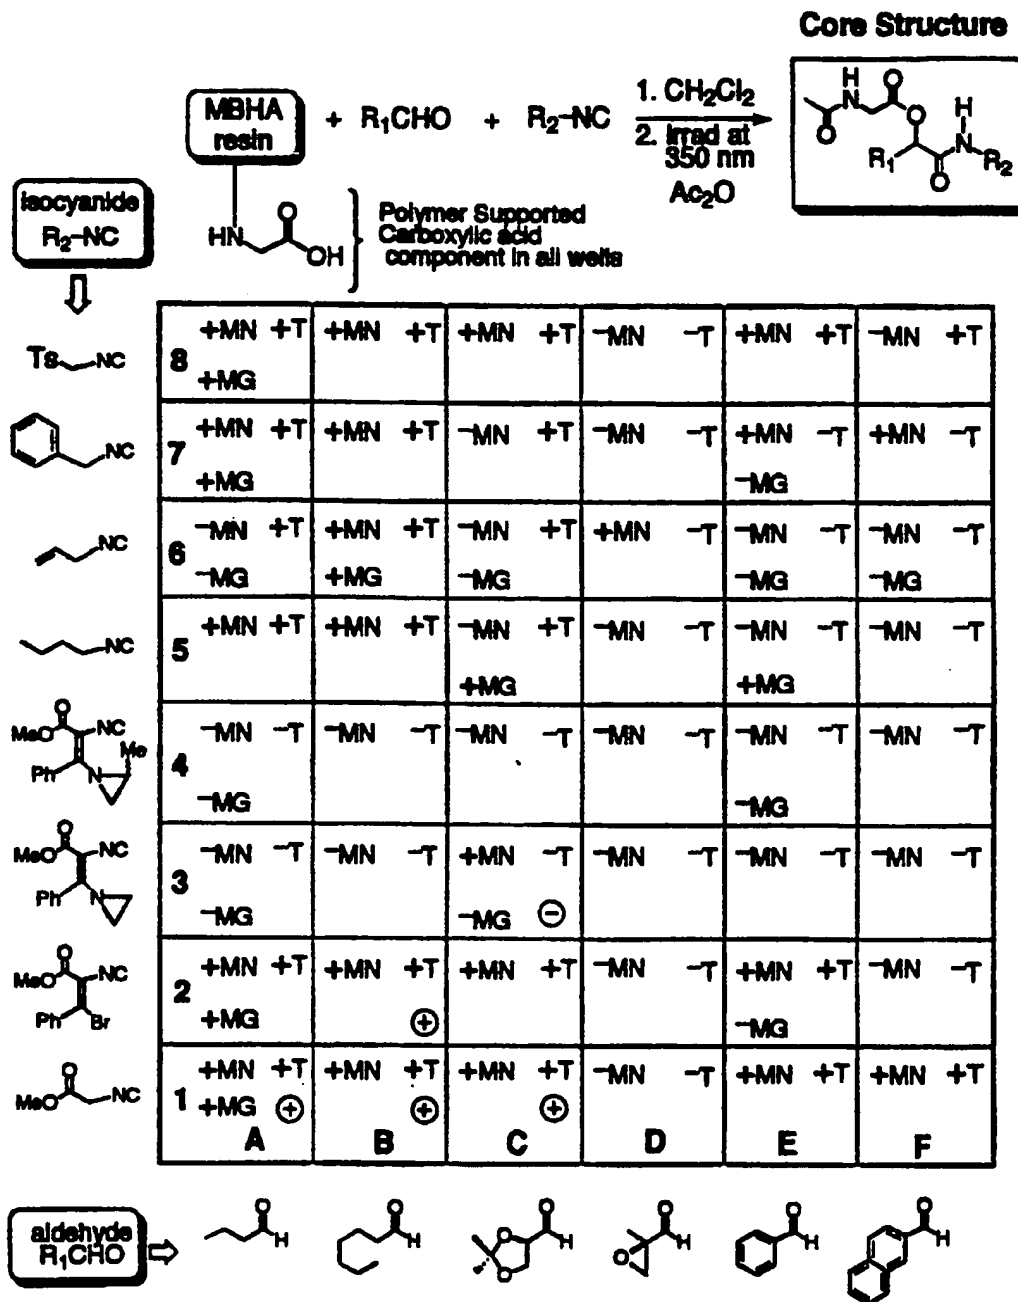 Core Structure
MBHA
resin
+ R₁CHO + R₂-NC
1. CH₂Cl₂
2. Irrad at
350 nm
Ac₂O
H
N
O
O
O
H
N
R₁
O
R₂
isocyanide
R₂-NC
HN
O
OH
Polymer Supported
Carboxylic acid
component in all wells
Ts NC
8 +MN +T +MN +T +MN +T -MN -T +MN +T -MN +T
+MG
NC
7 +MN +T +MN +T -MN +T -MN -T +MN -T +MN -T
+MG -MG
NC
6 -MN +T +MN +T -MN +T +MN -T -MN -T -MN -T
-MG +MG -MG -MG -MG
NC
5 +MN +T +MN +T -MN +T -MN -T -MN -T -MN -T
+MG +MG
O
MeO NC
Me
Ph N
4 -MN -T -MN -T -MN -T -MN -T -MN -T -MN -T
-MG -MG
O
MeO NC
Ph N
3 -MN -T -MN -T +MN -T -MN -T -MN -T -MN -T
-MG -MG ⊖
O
MeO NC
Ph Br
2 +MN +T +MN +T +MN +T -MN -T +MN +T -MN -T
+MG ⊕ -MG
O
MeO NC
1 +MN +T +MN +T +MN +T -MN -T +MN +T +MN +T
+MG ⊕ ⊕ ⊕
A B C D E F
aldehyde
R₁CHO
O H
O H
O O O H
O O H
O H
O H